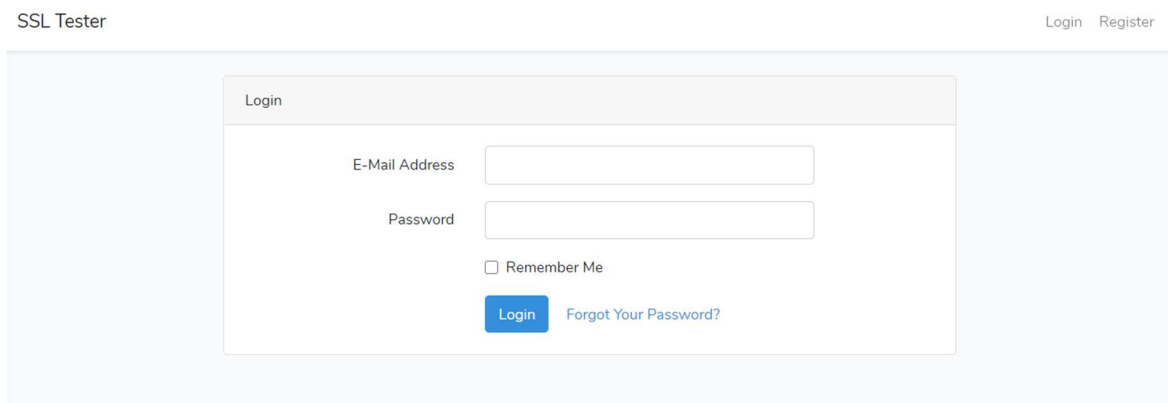 SSL Tester
Login Register
Login
E-Mail Address
Password
Remember Me
Login Forgot Your Password?